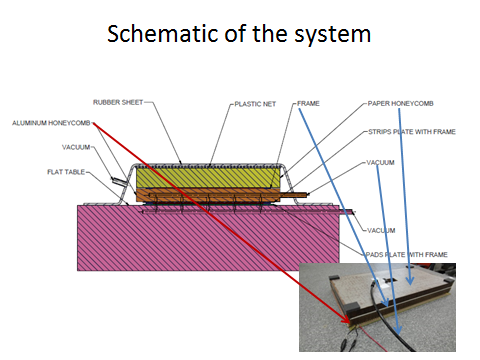 Schematic of the system
RUBBER SHEET
PLASTIC NET
FRAME
PAPER HONEYCOMB
ALUMINUM HONEYCOMB
STRIPS PLATE WITH FRAME
VACUUM
VACUUM
FLAT TABLE
VACUUM
PADS PLATE WITH FRAME